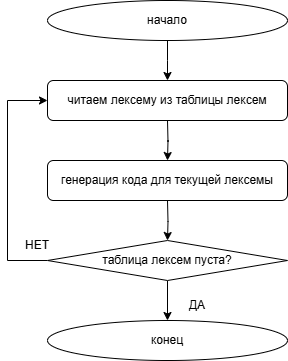 начало
читаем лексему из таблицы лексем
генерация кода для текущей лексемы
НЕТ
таблица лексем пуста?
ДА
конец